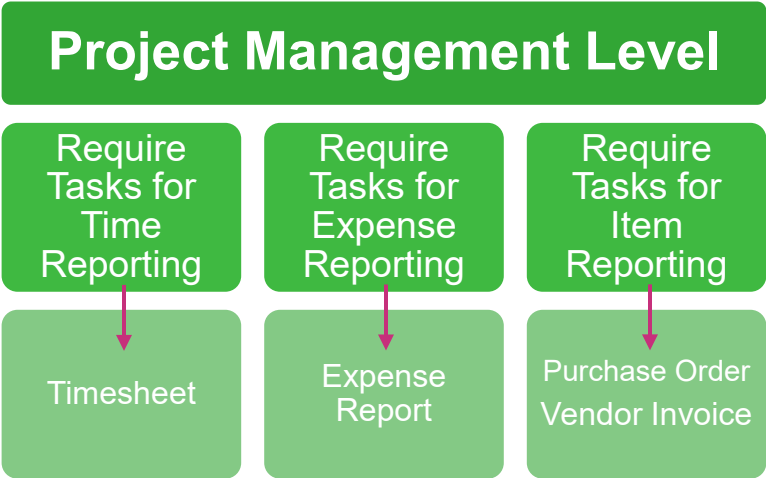 Project Management Level
Require
Tasks for
Time
Reporting
Require
Tasks for
Expense
Reporting
Require
Tasks for
Item
Reporting
Timesheet
Expense
Report
Purchase Order
Vendor Invoice